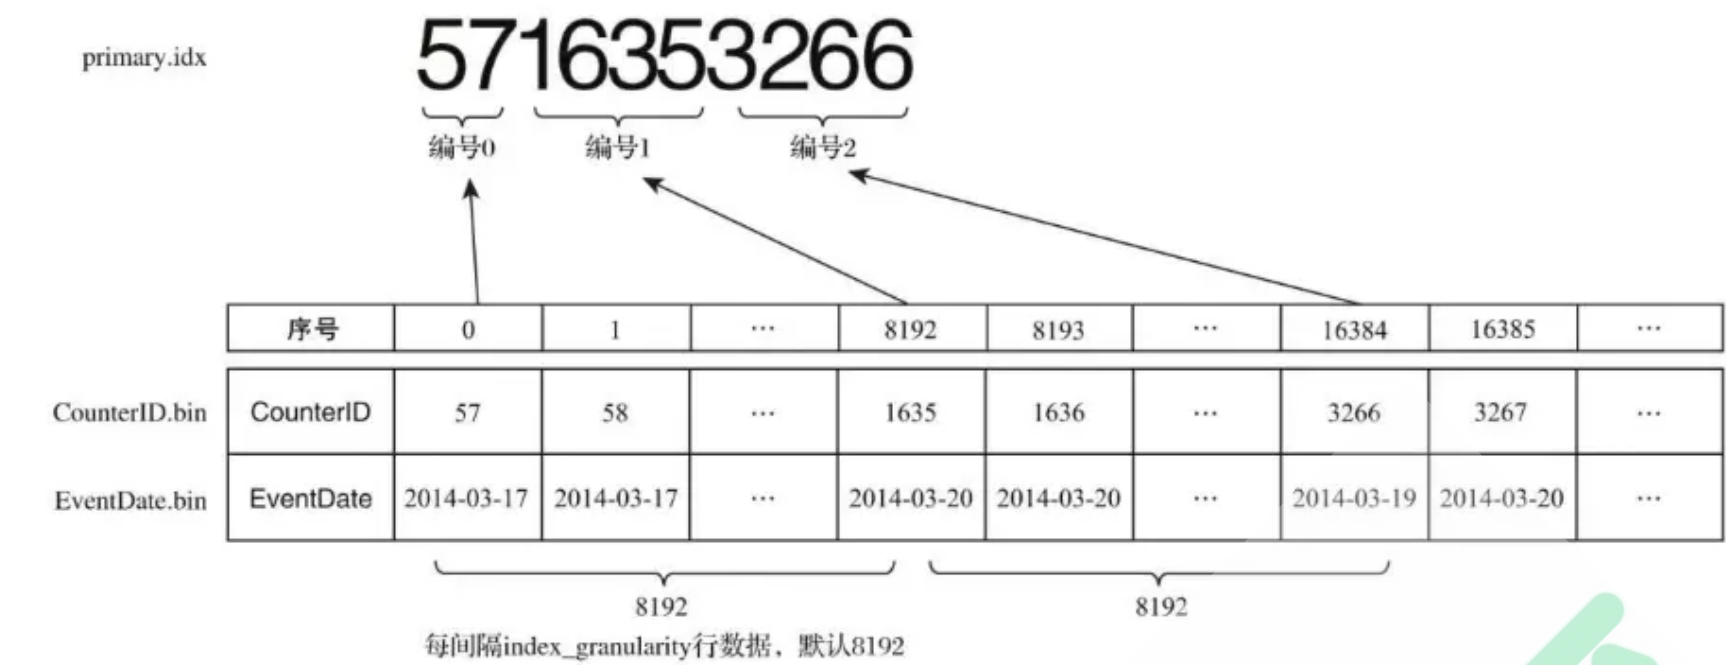 primary.idx 5716353266
编号0 编号1 编号2
序号 0 1 … 8192 8193 … 16384 16385 …
CounterID.bin CounterID 57 58 … 1635 1636 … 3266 3267 …
EventDate.bin EventDate 2014-03-17 2014-03-17 … 2014-03-20 2014-03-20 … 2014-03-19 2014-03-20 …
8192 8192
每间隔index_granularity行数据，默认8192